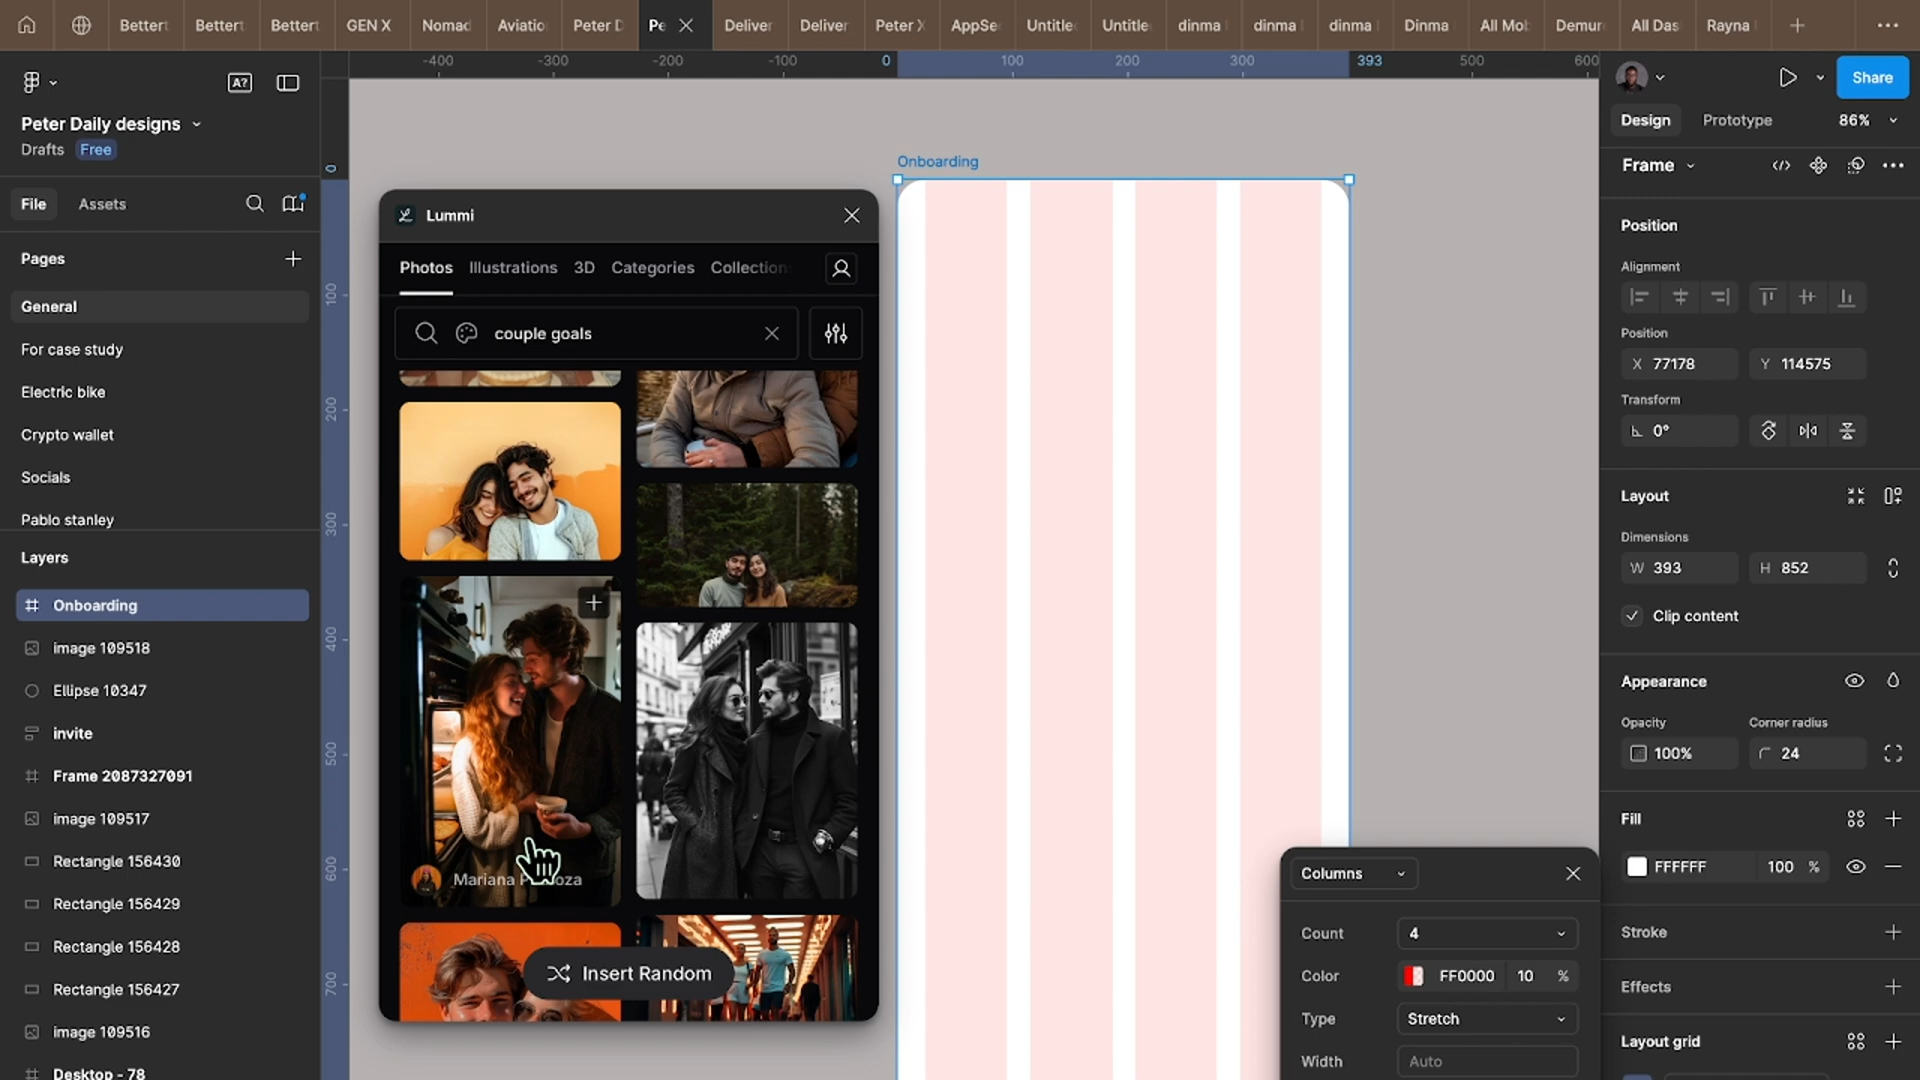 Bettert Bettert Bettert GEN X Nomad Aviatio Peter D Pe Deliver Deliver Peter X AppSe Untitle Untitle dinma dinma dinma Dinma All Mob Demur All Das Rayna
-400 -300 -200 -100 0 100 200 300 393 500 600
A?
Peter Daily designs
Drafts Free
File Assets
Pages
General
For case study
Electric bike
Crypto wallet
Socials
Pablo stanley
Layers
Onboarding
image 109518
Ellipse 10347
invite
Frame 2087327091
image 109517
Rectangle 156430
Rectangle 156429
Rectangle 156428
Rectangle 156427
image 109516
Desktop - 78
0
100
200
300
400
500
600
700
Lummi
Photos Illustrations 3D Categories Collection
couple goals
Mariana
Insert Random
Onboarding
Columns
Count 4
Color FF0000 10 %
Type Stretch
Width Auto
Share
Design Prototype 86%
Frame
Position
Alignment
Position
X 77178 Y 114575
Transform
0°
Layout
Dimensions
W 393 H 852
Clip content
Appearance
Opacity Corner radius
100% 24
Fill
FFFFFF 100 %
Stroke
Effects
Layout grid